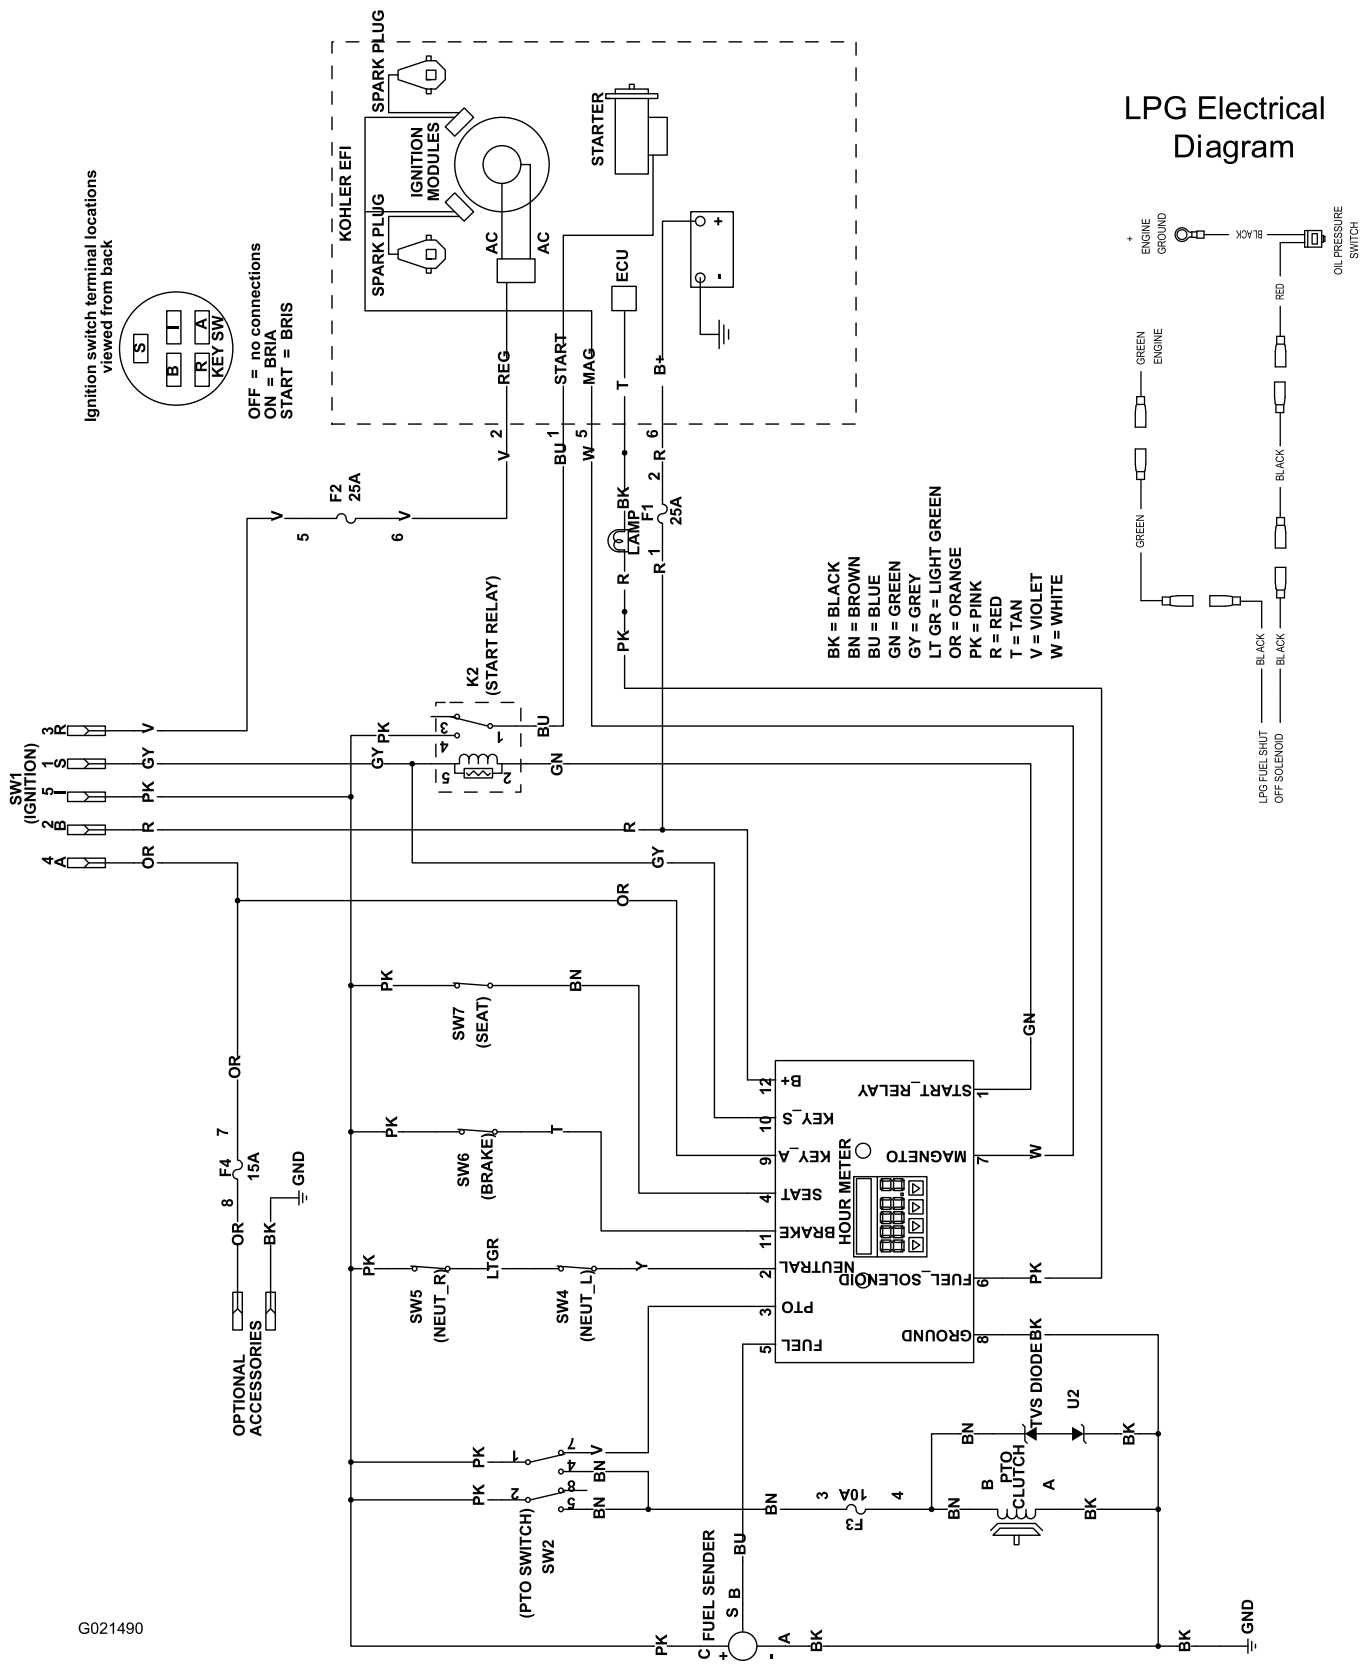 LPG Electrical
Diagram
Ignition switch terminal locations
viewed from back
S
B
I
R
A
KEY SW
OFF = no connections
ON = BRIA
START = BRIS
KOHLER EFI
SPARK PLUG
SPARK PLUG
IGNITION
MODULES
AC
AC
STARTER
ECU
+
-
REG
START
MAG
T
B+
2
1
5
6
V
BU
W
R
F2
25A
V
5
6
V
BK
LAMP
R
PK
2
F1
25A
1
R
SW1
(IGNITION)
3
R
V
1
S
GY
5
I
PK
2
B
R
4
A
OR
K2
(START RELAY)
PK
GY
3
4
1
5
2
BU
GN
R
GY
OR
BK = BLACK
BN = BROWN
BU = BLUE
GN = GREEN
GY = GREY
LT GR = LIGHT GREEN
OR = ORANGE
PK = PINK
R = RED
T = TAN
V = VIOLET
W = WHITE
+
ENGINE
GROUND
BLACK
OIL PRESSURE
SWITCH
RED
GREEN
ENGINE
GREEN
BLACK
BLACK
BLACK
LPG FUEL SHUT
OFF SOLENOID
OR
7
F4
15A
8
OR
BK
GND
OPTIONAL
ACCESSORIES
PK
SW7
(SEAT)
BN
PK
SW6
(BRAKE)
T
PK
SW5
(NEUT_R)
LTGR
SW4
(NEUT_L)
Y
12
B+
10
KEY_S
9
KEY_A
4
SEAT
11
BRAKE
2
NEUTRAL
3
PTO
5
FUEL
HOUR METER
START_RELAY
1
MAGNETO
7
FUEL_SOLENOID
6
GROUND
8
GN
W
PK
BK
PK
1
7
V
4
BN
PK
2
8
5
BN
(PTO SWITCH)
SW2
BN
3
10A
F3
4
BN
TVS DIODE
U2
BK
BN
B
PTO
CLUTCH
A
BK
FUEL SENDER
BU
S
B
C
+
PK
-
A
BK
BK
GND
G021490